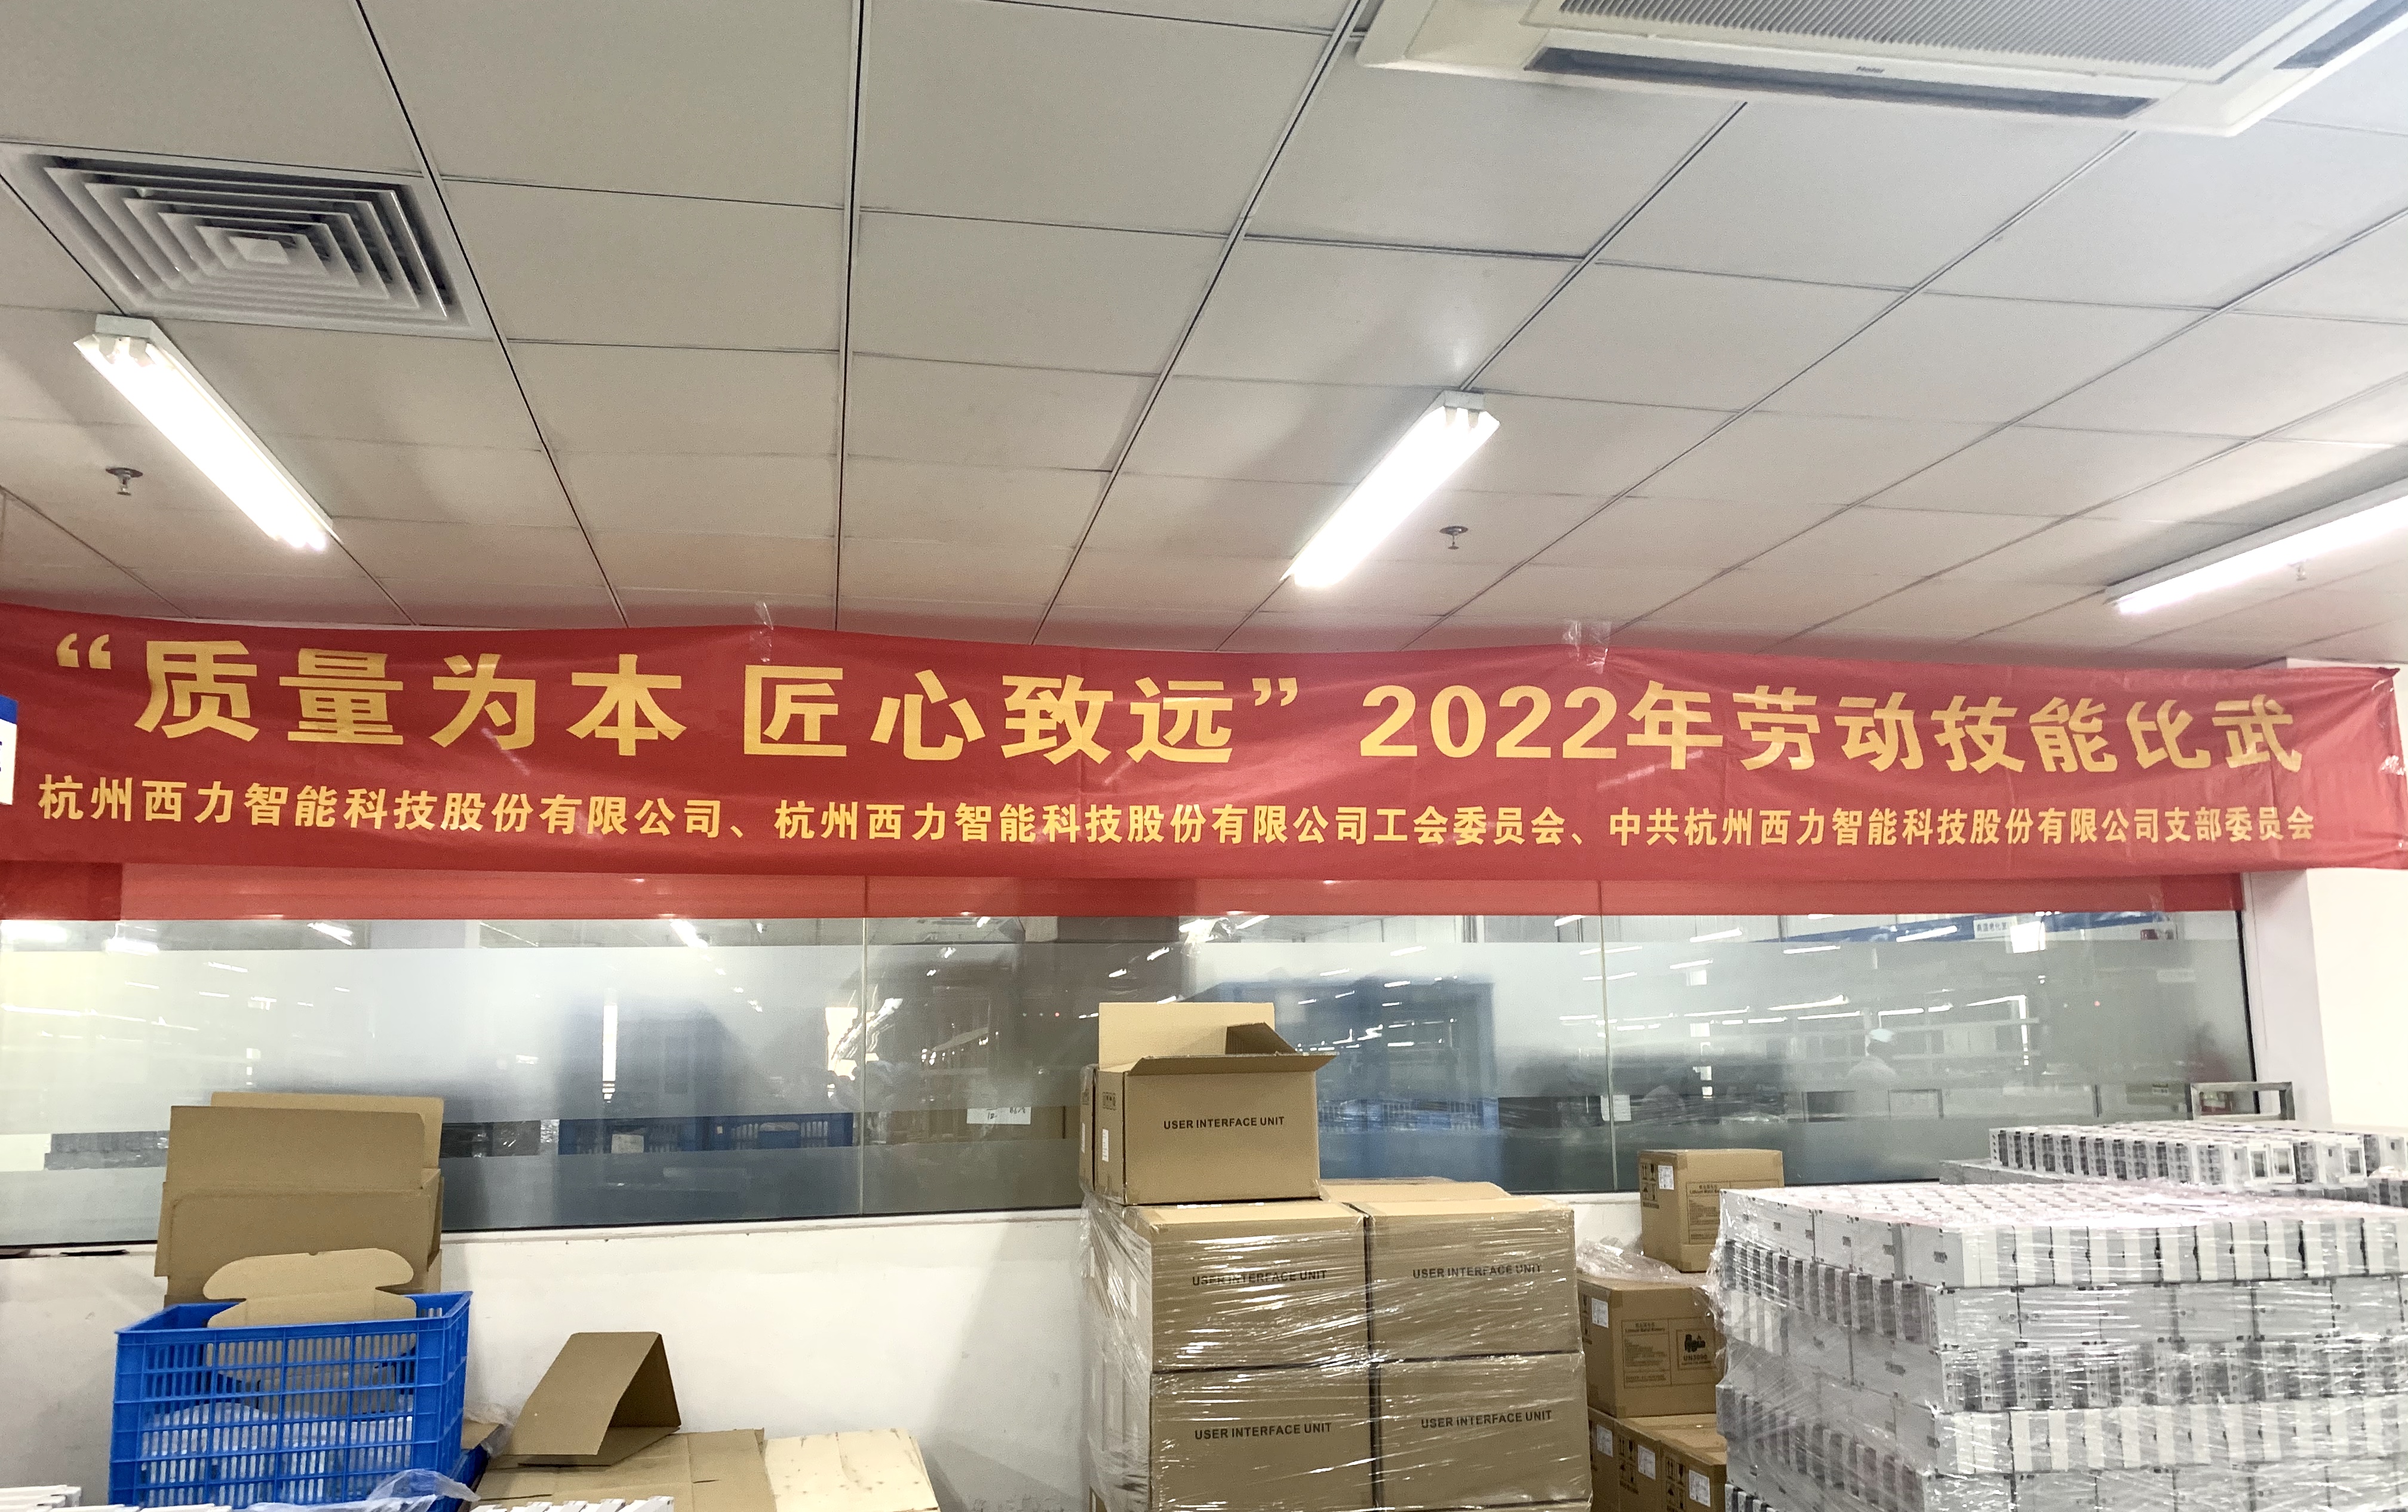 Haier
“质量为本 匠心致远” 2022年劳动技能比武
杭州西力智能科技股份有限公司、杭州西力智能科技股份有限公司工会委员会、中共杭州西力智能科技股份有限公司支部委员会
USER INTERFACE UNIT
USER INTERFACE UNIT
USER INTERFACE UNIT
USER INTERFACE UNIT
USER INTERFACE UNIT